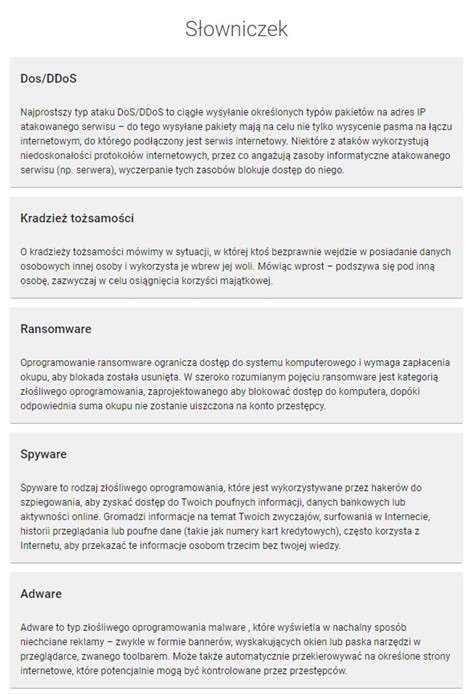 Słowniczek
Dos/DDoS
Najprostszy typ ataku DoS/DDoS to ciągłe wysyłanie określonych typów pakietów na adres IP
atakowanego serwisu – do tego wysyłane pakiety mają na celu nie tylko wysycenie pasma na łączu
internetowym, do którego podłączony jest serwis internetowy. Niektóre z ataków wykorzystują
niedoskonałości protokołów internetowych, przez co angażują zasoby informatyczne atakowanego
serwisu (np. serwera), wyczerpanie tych zasobów blokuje dostęp do niego.
Kradzież tożsamości
O kradzieży tożsamości mówimy w sytuacji, w której ktoś bezprawnie wejdzie w posiadanie danych
osobowych innej osoby i wykorzysta je wbrew jej woli. Mówiąc wprost – podszywa się pod inną
osobę, zazwyczaj w celu osiągnięcia korzyści majątkowej.
Ransomware
Oprogramowanie ransomware ogranicza dostęp do systemu komputerowego i wymaga zapłacenia
okupu, aby blokada została usunięta. W szeroko rozumianym pojęciu ransomware jest kategorią
złośliwego oprogramowania, zaprojektowanego aby blokować dostęp do komputera, dopóki
odpowiednia suma okupu nie zostanie uiszczona na konto przestępcy.
Spyware
Spyware to rodzaj złośliwego oprogramowania, które jest wykorzystywane przez hakerów do
szpiegowania, aby zyskać dostęp do Twoich poufnych informacji, danych bankowych lub
aktywności online. Gromadzi informacje na temat Twoich zwyczajów, surfowania w Internecie,
historii przeglądania lub poufne dane (takie jak numery kart kredytowych), często korzysta z
Internetu, aby przekazać te informacje osobom trzecim bez twojej wiedzy.
Adware
Adware to typ złośliwego oprogramowania malware , które wyświetla w nachalny sposób
niechciane reklamy – zwykle w formie bannerów, wyskakujących okien lub paska narzędzi w
przeglądarce, zwanego toolbarem. Może także automatycznie przekierowywać na określone strony
internetowe, które potencjalnie mogą być kontrolowane przez przestępców.